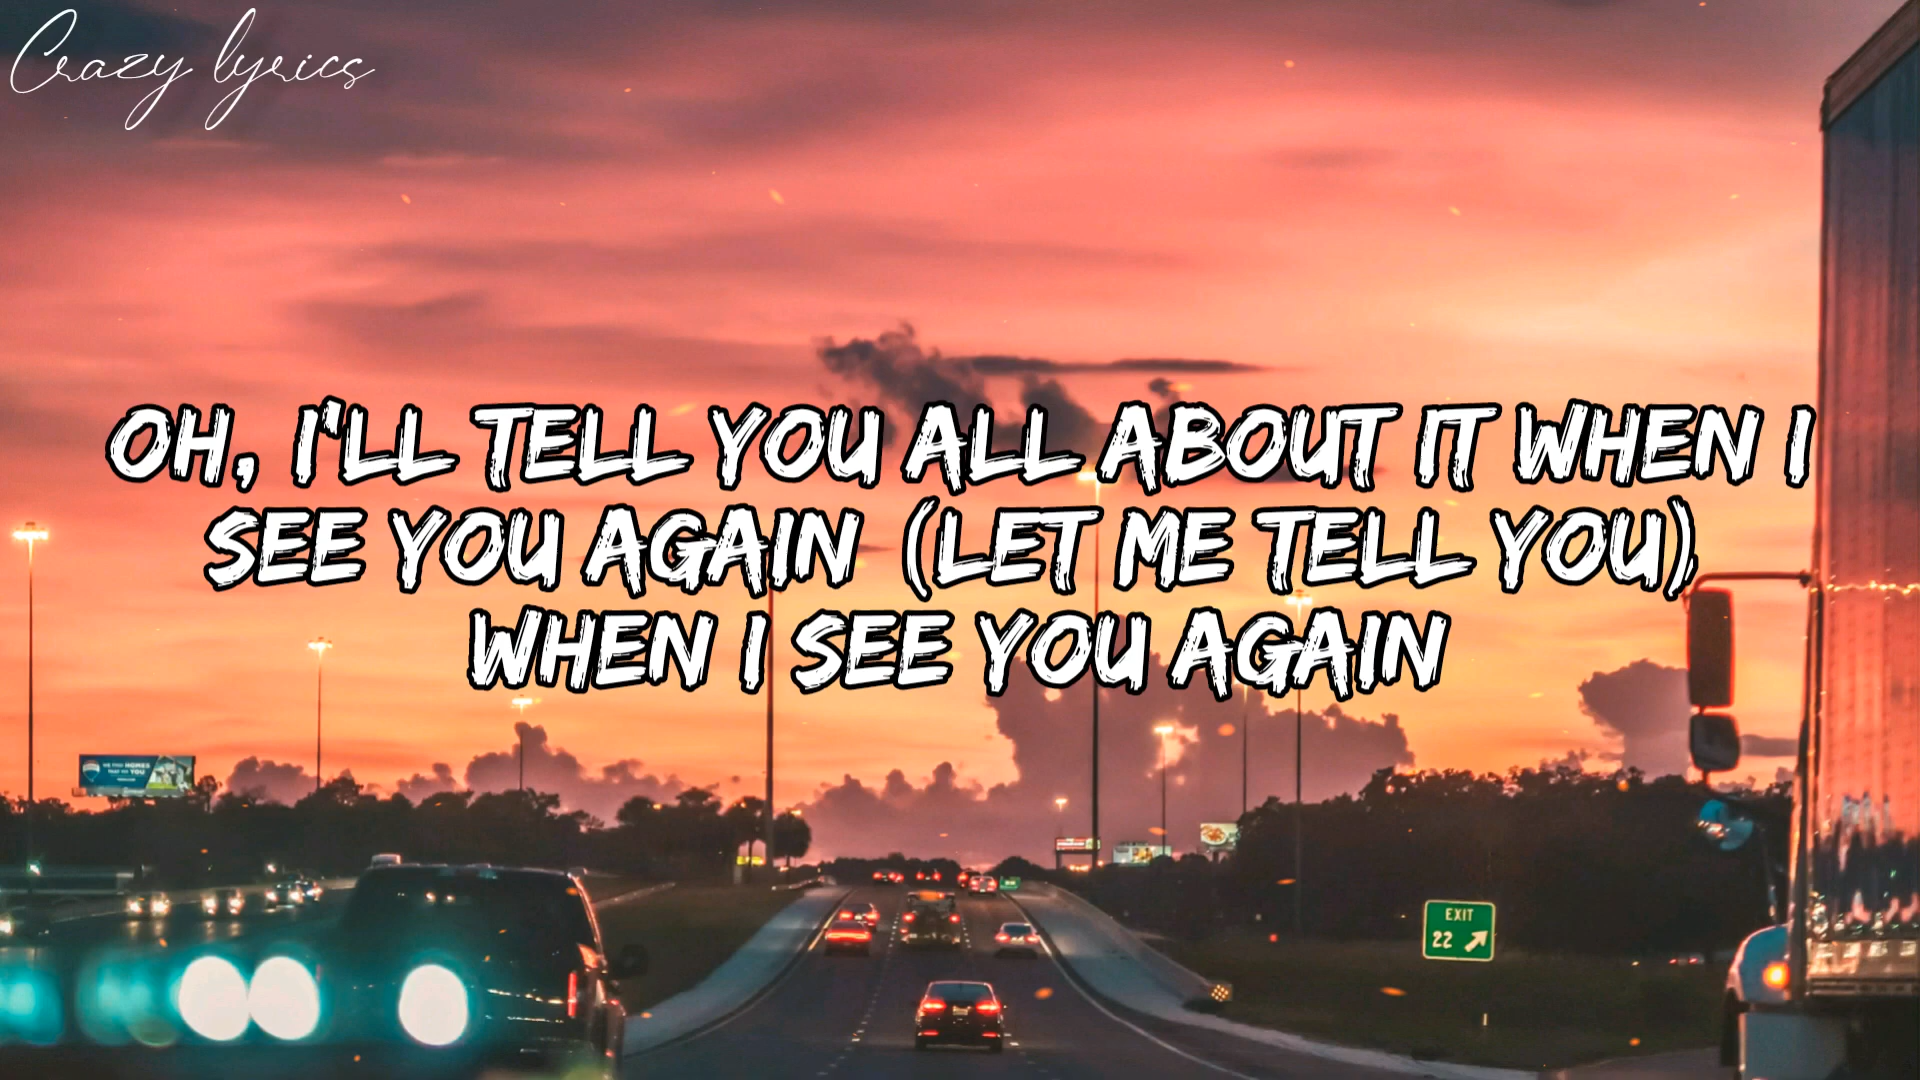 Crazy lyrics
OH, I'LL TELL YOU ALL ABOUT IT WHEN I
SEE YOU AGAIN (LET ME TELL YOU)
WHEN I SEE YOU AGAIN
EXIT
22